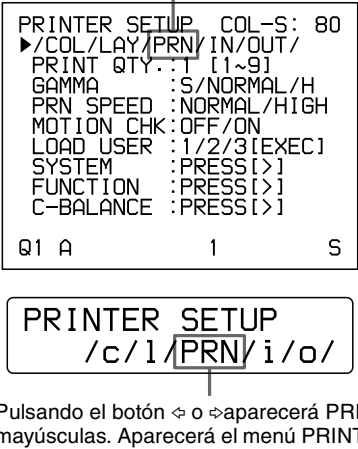 PRINTER SETUP COL-S: 80
▶/COL/LAY/PRN/IN/OUT/
PRINT QTY.:1 [1~9]
GAMMA :S/NORMAL/H
PRN SPEED :NORMAL/HIGH
MOTION CHK:OFF/ON
LOAD USER :1/2/3[EXEC]
SYSTEM :PRESS[>]
FUNCTION :PRESS[>]
C-BALANCE :PRESS[>]
Q1 A 1 S
PRINTER SETUP
/c/l/PRN/i/o/
Pulsando el botón ⇦ o ⇨aparecerá
mayúsculas. Aparecerá el menú